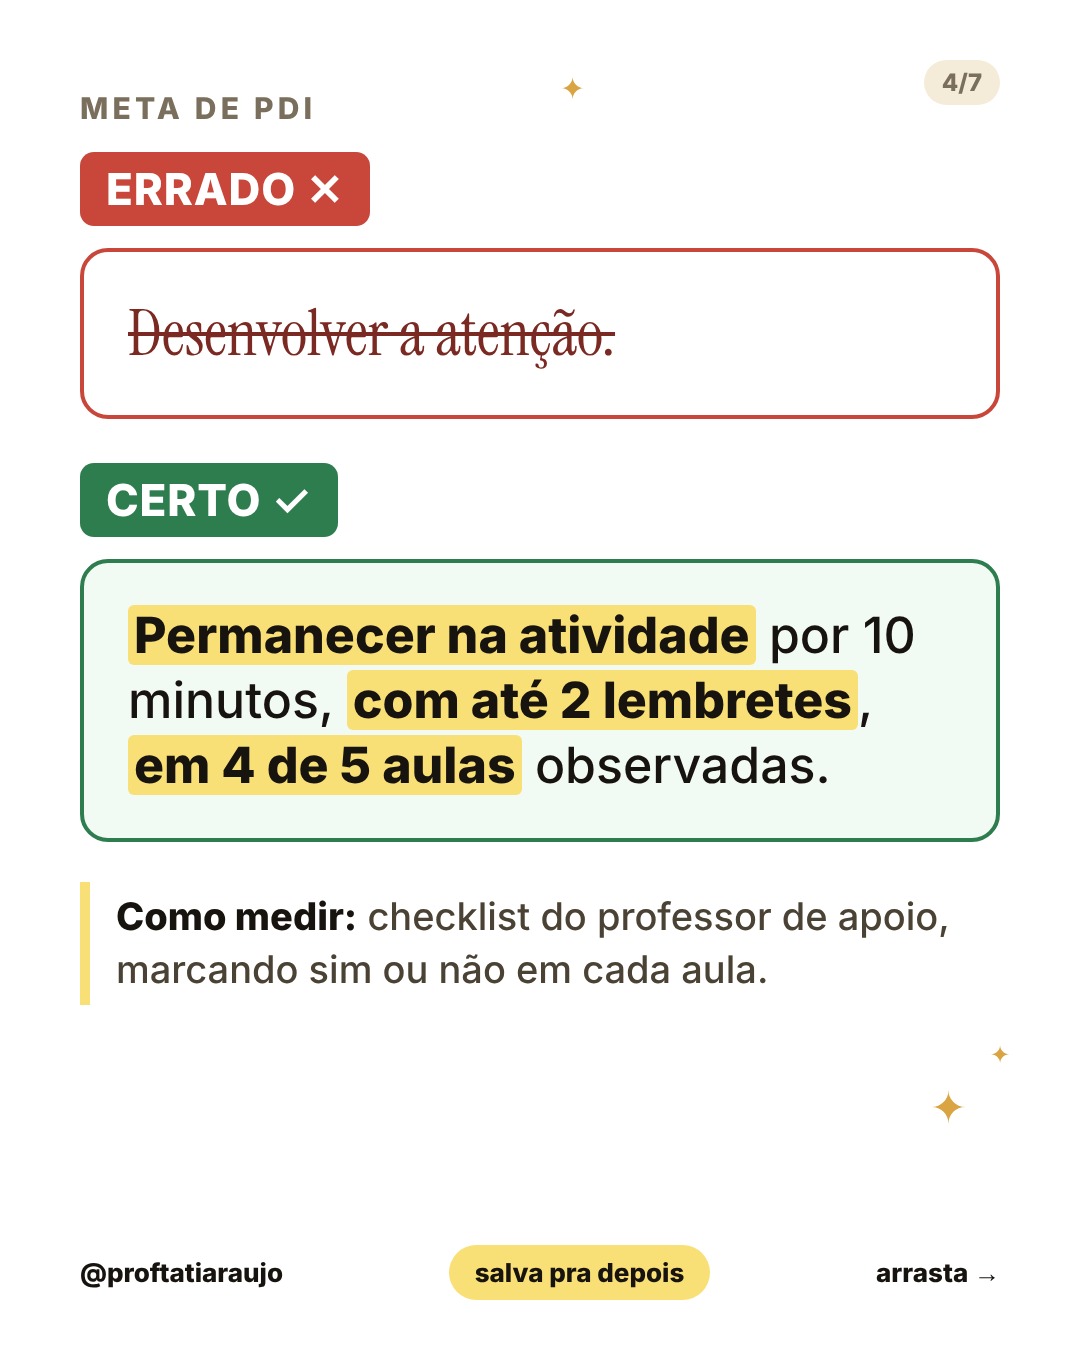 META DE PDI
4/7
ERRADO ✕
Desenvolver a atenção.
CERTO ✓
Permanecer na atividade por 10
minutos, com até 2 lembretes,
em 4 de 5 aulas observadas.
Como medir: checklist do professor de apoio,
marcando sim ou não em cada aula.
@proftatiaraujo
salva pra depois
arrasta →